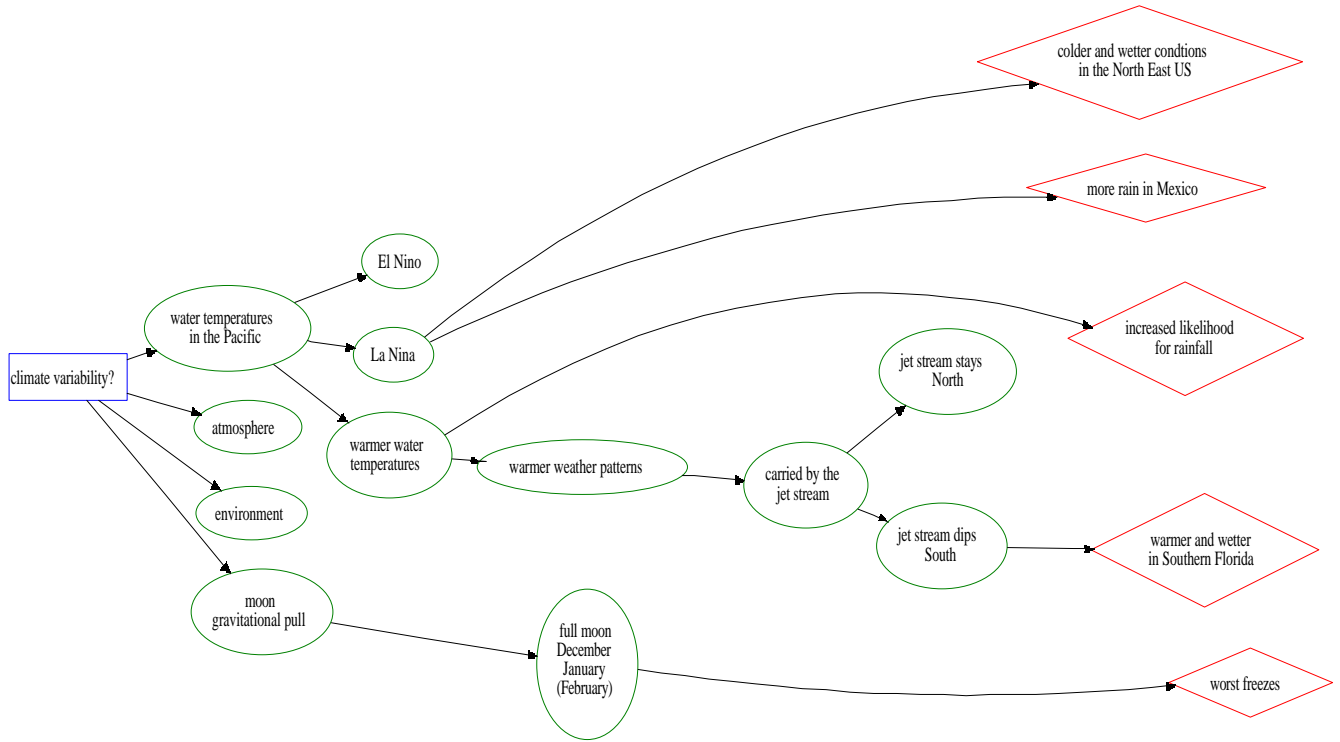 colder and wetter condtions
in the North East US
more rain in Mexico
El Nino
water temperatures
in the Pacific
increased likelihood
for rainfall
La Nina
jet stream stays
North
climate variability?
atmosphere
warmer water
temperatures
warmer weather patterns
carried by the
jet stream
environment
jet stream dips
South
warmer and wetter
in Southern Florida
moon
gravitational pull
full moon
December
January
(February)
worst freezes